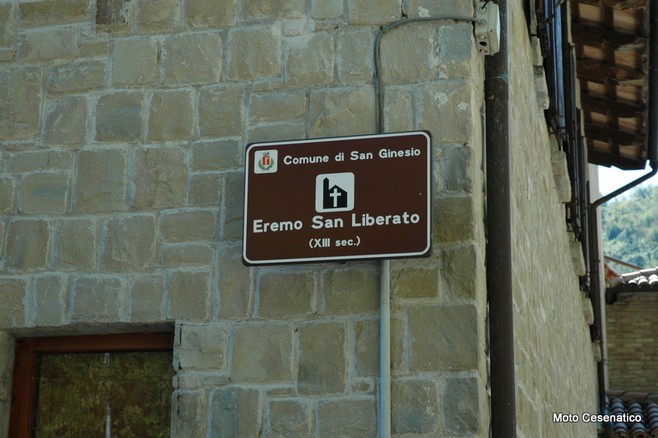 Comune di San Ginesio
Eremo San Liberato
(XIII sec.)
Moto Cesenatico